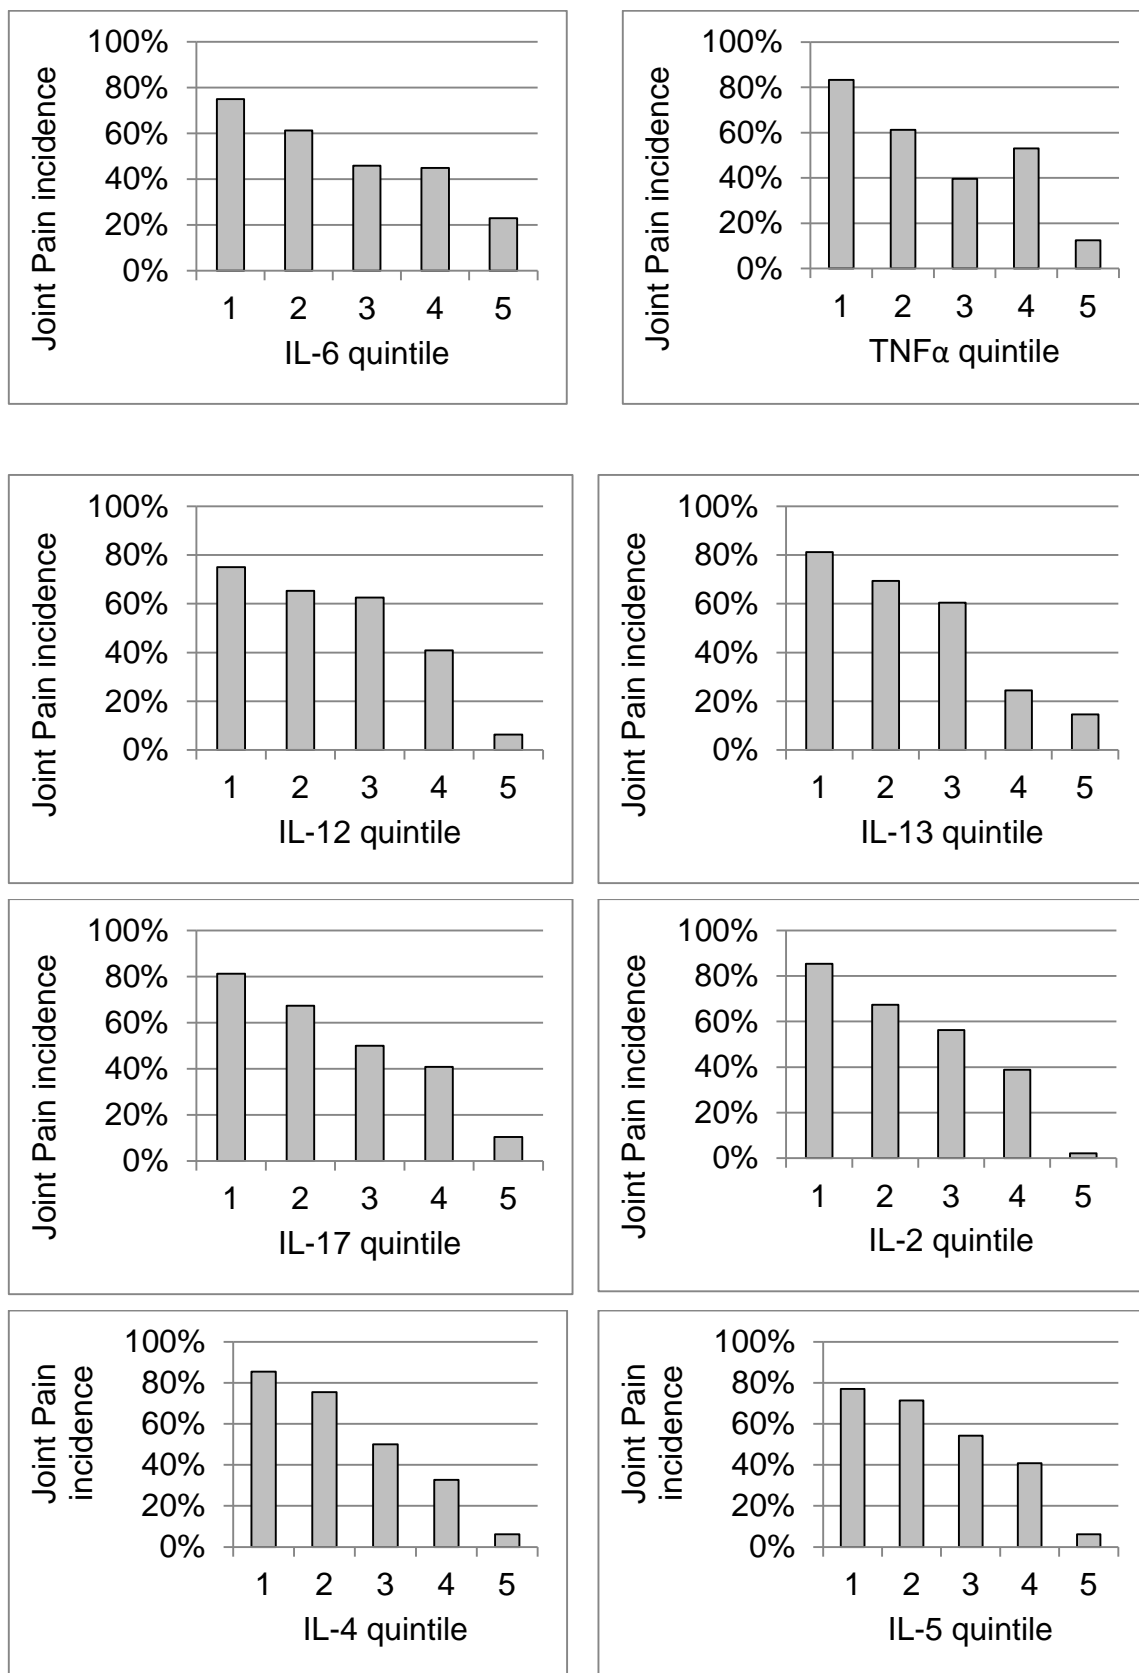 Joint Pain incidence
100%
80%
60%
40%
20%
0%
1 2 3 4 5
IL-6 quintile
Joint Pain incidence
100%
80%
60%
40%
20%
0%
1 2 3 4 5
TNFα quintile
Joint Pain incidence
100%
80%
60%
40%
20%
0%
1 2 3 4 5
IL-12 quintile
Joint Pain incidence
100%
80%
60%
40%
20%
0%
1 2 3 4 5
IL-13 quintile
Joint Pain incidence
100%
80%
60%
40%
20%
0%
1 2 3 4 5
IL-17 quintile
Joint Pain incidence
100%
80%
60%
40%
20%
0%
1 2 3 4 5
IL-2 quintile
Joint Pain
incidence
100%
80%
60%
40%
20%
0%
1 2 3 4 5
IL-4 quintile
Joint Pain
incidence
100%
80%
60%
40%
20%
0%
1 2 3 4 5
IL-5 quintile